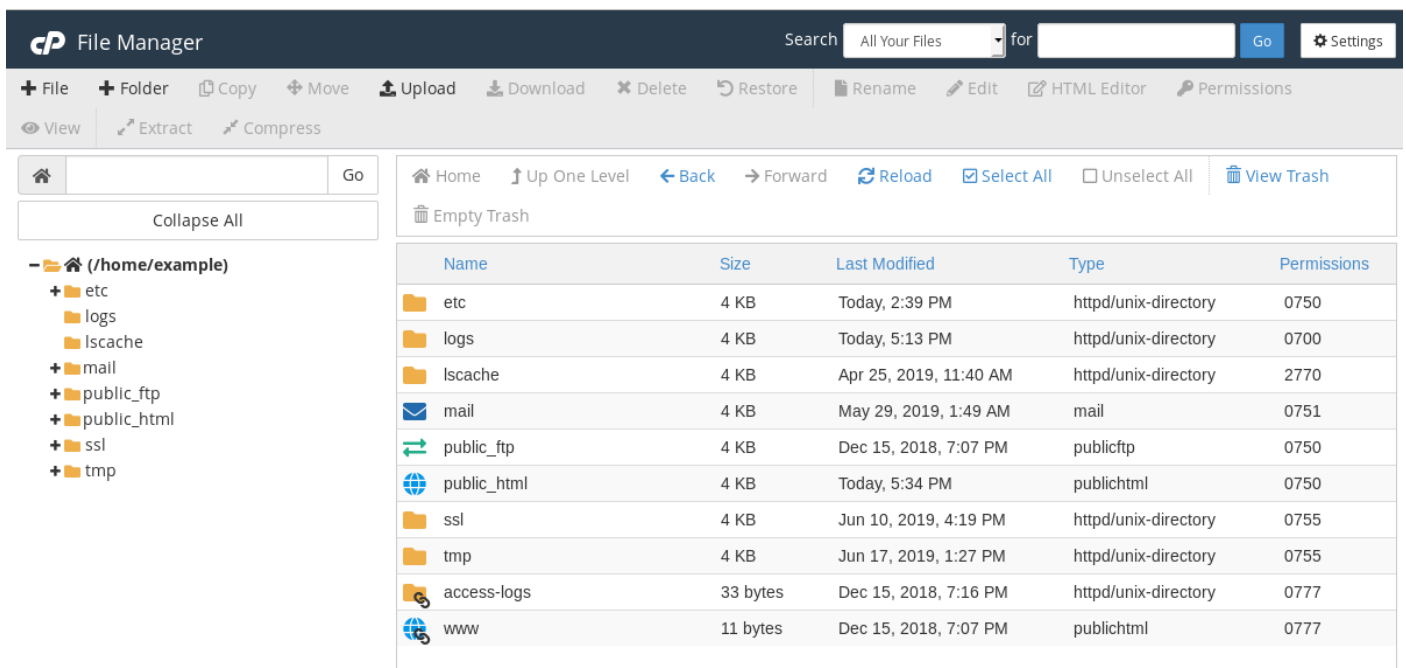 cP File Manager Search All Your Files for Go Settings
File Folder Copy Move Upload Download Delete Restore Rename Edit HTML Editor Permissions
View Extract Compress
Go
Collapse All
(/home/example)
etc
logs
lscache
mail
public_ftp
public_html
ssl
tmp
Home Up One Level Back Forward Reload Select All Unselect All View Trash
Empty Trash
Name Size Last Modified Type Permissions
etc 4 KB Today, 2:39 PM httpd/unix-directory 0750
logs 4 KB Today, 5:13 PM httpd/unix-directory 0700
lscache 4 KB Apr 25, 2019, 11:40 AM httpd/unix-directory 2770
mail 4 KB May 29, 2019, 1:49 AM mail 0751
public_ftp 4 KB Dec 15, 2018, 7:07 PM publicftp 0750
public_html 4 KB Today, 5:34 PM publichtml 0750
ssl 4 KB Jun 10, 2019, 4:19 PM httpd/unix-directory 0755
tmp 4 KB Jun 17, 2019, 1:27 PM httpd/unix-directory 0755
access-logs 33 bytes Dec 15, 2018, 7:16 PM httpd/unix-directory 0777
www 11 bytes Dec 15, 2018, 7:07 PM publichtml 0777